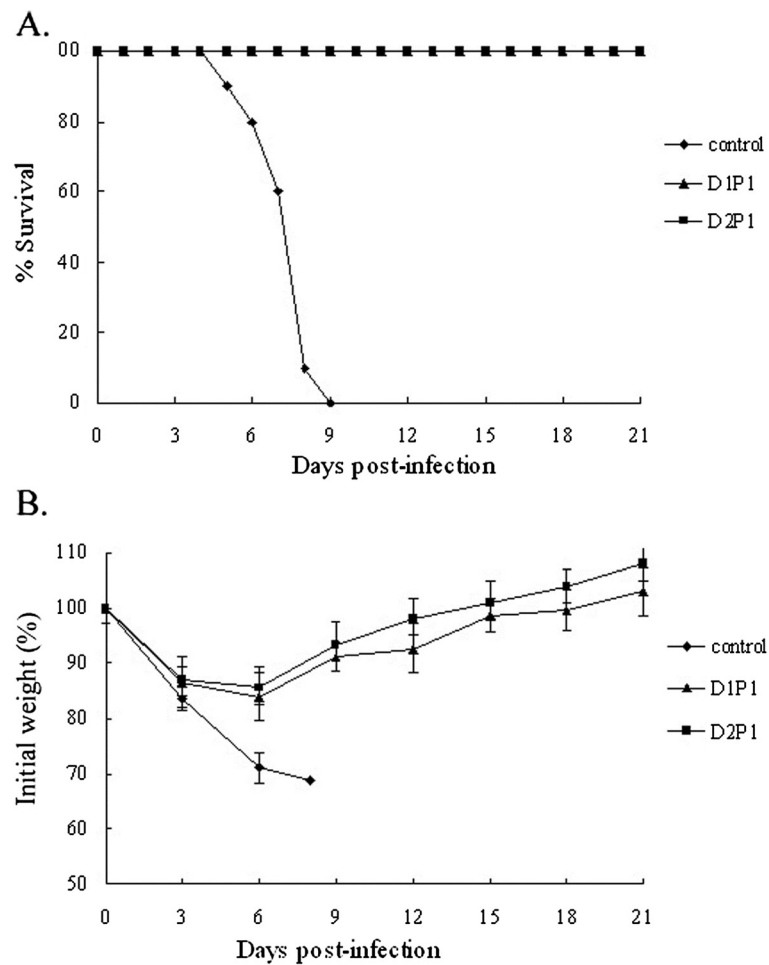 A.
00
80
60
40
20
0
% Survival
0 3 6 9 12 15 18 21
Days post-infection
control
D1P1
D2P1
B.
110
100
90
80
70
60
50
Initial weight (%)
0 3 6 9 12 15 18 21
Days post-infection
control
D1P1
D2P1